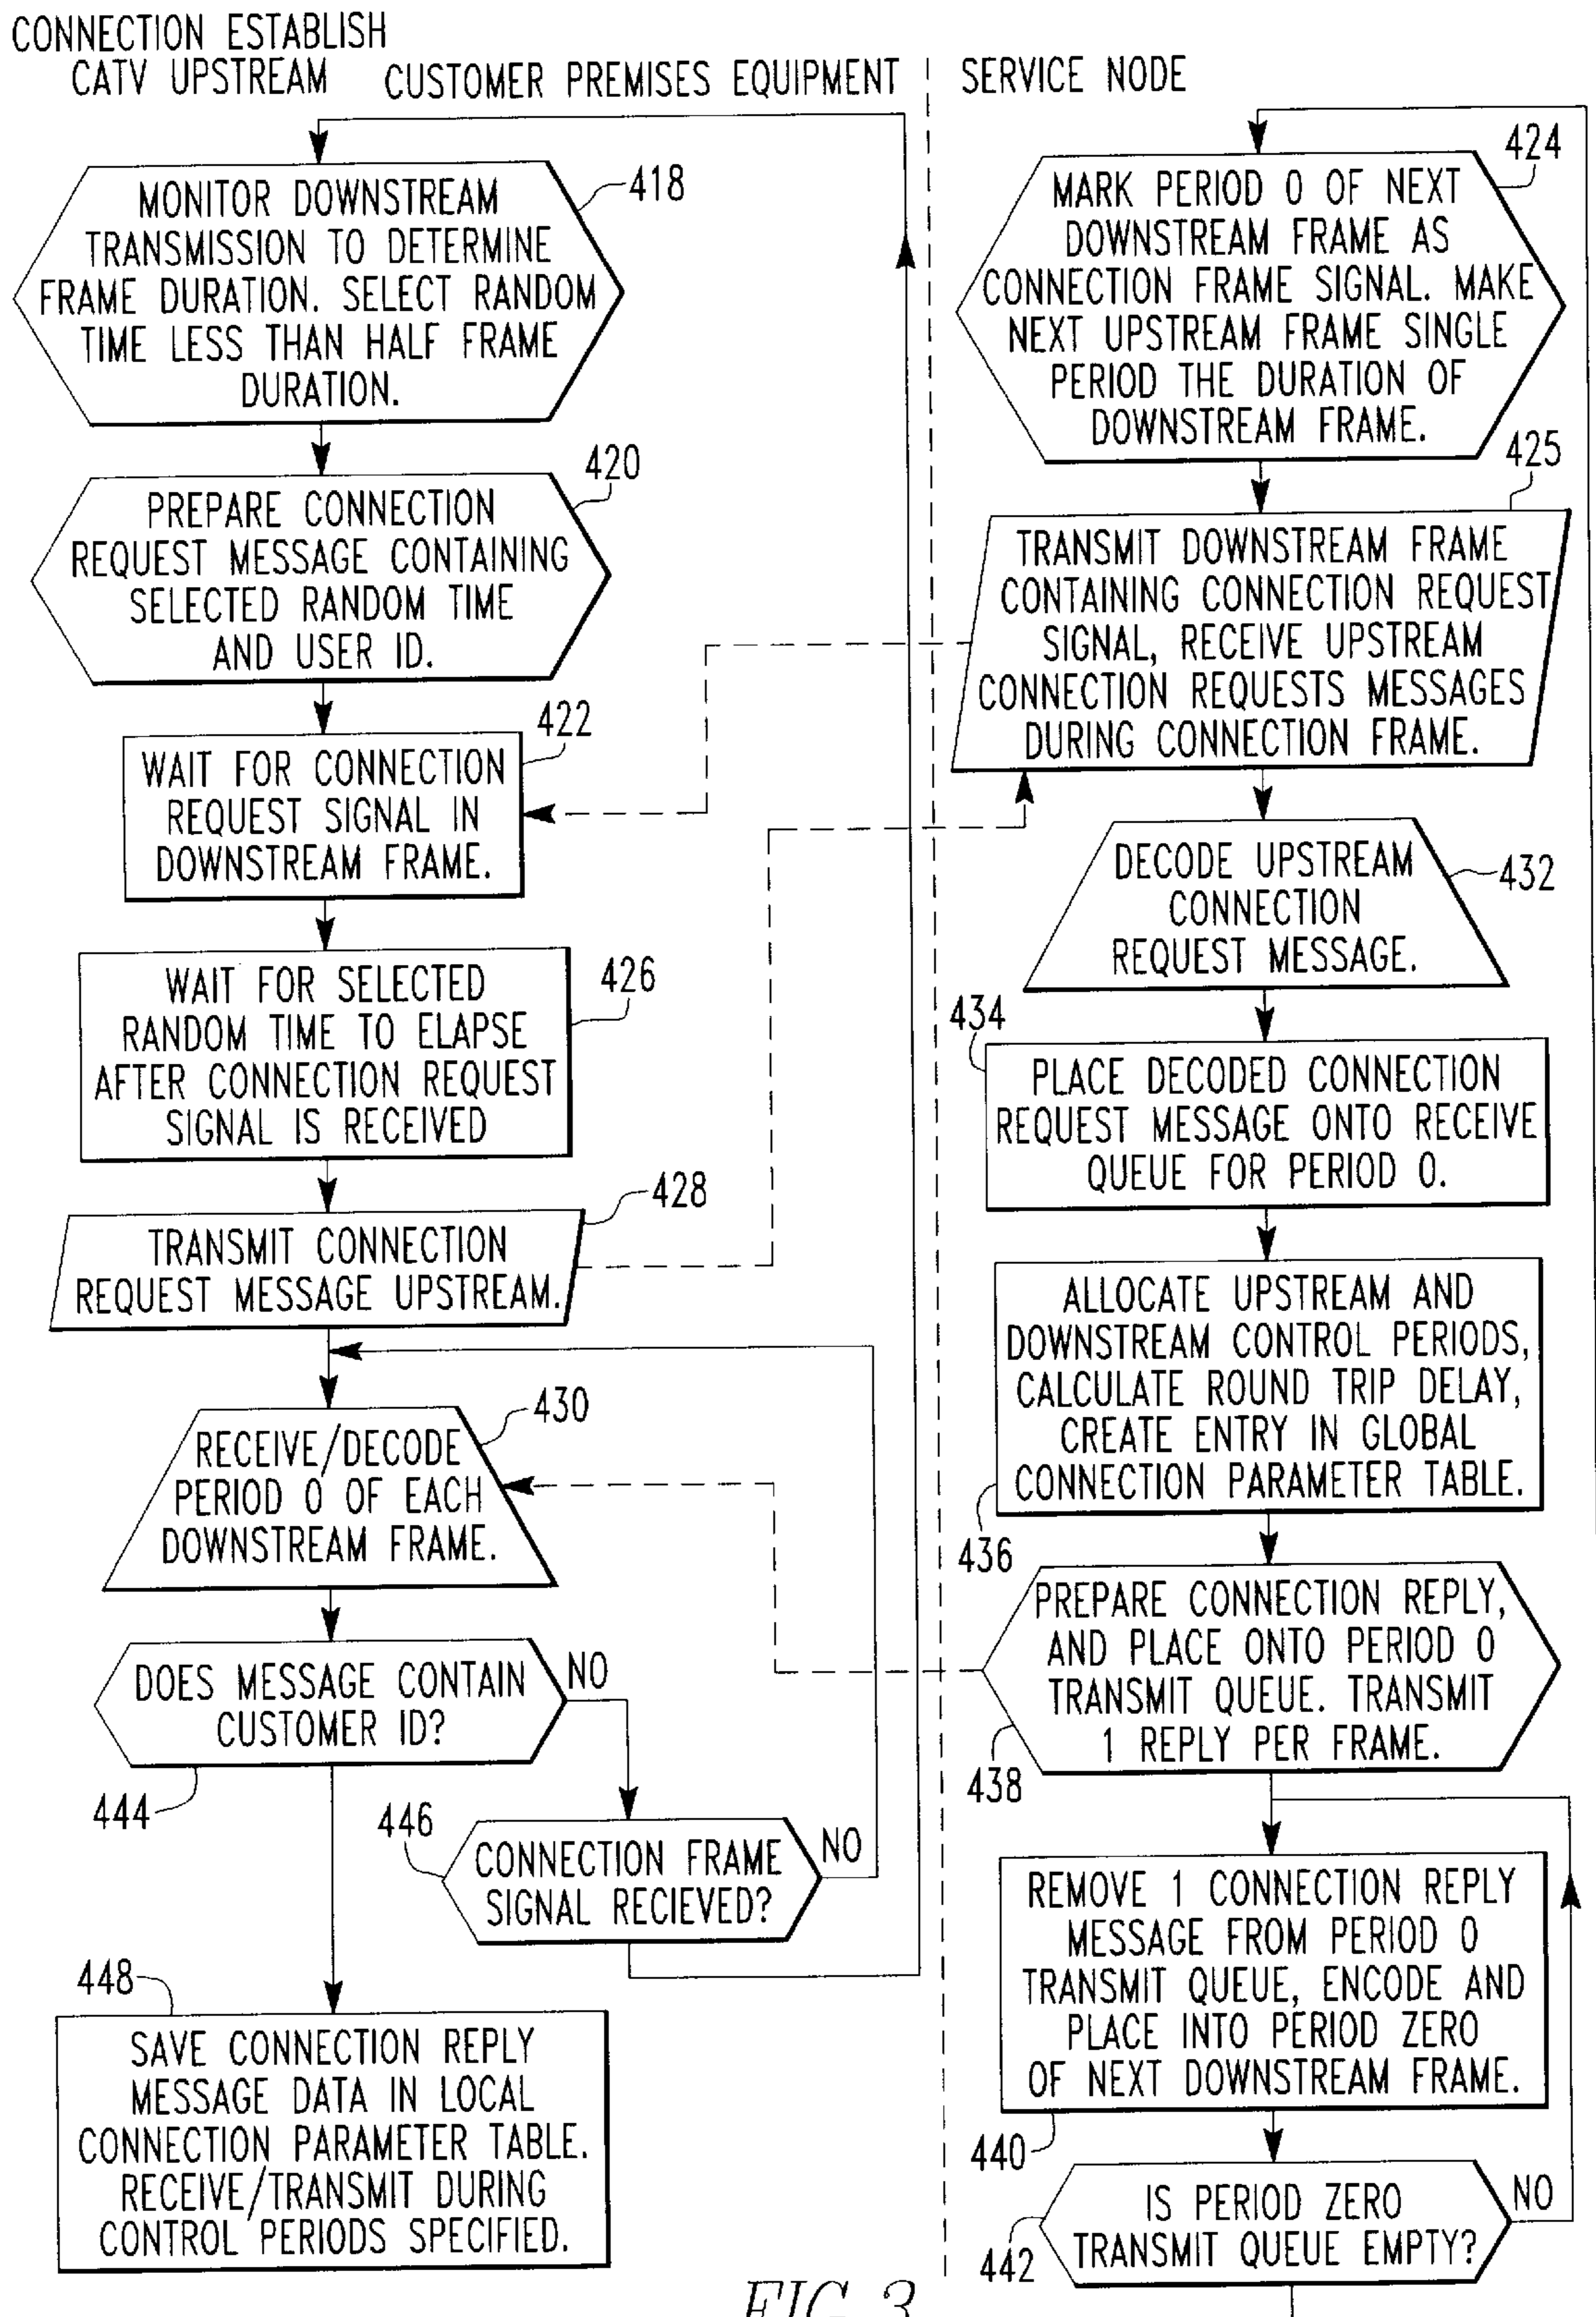 CONNECTION ESTABLISH
CATV UPSTREAM
CUSTOMER PREMISES EQUIPMENT
SERVICE NODE
MONITOR DOWNSTREAM
TRANSMISSION TO DETERMINE
FRAME DURATION. SELECT RANDOM
TIME LESS THAN HALF FRAME
DURATION.
418
PREPARE CONNECTION
REQUEST MESSAGE CONTAINING
SELECTED RANDOM TIME
AND USER ID.
420
WAIT FOR CONNECTION
REQUEST SIGNAL IN
DOWNSTREAM FRAME.
422
WAIT FOR SELECTED
RANDOM TIME TO ELAPSE
AFTER CONNECTION REQUEST
SIGNAL IS RECEIVED
426
TRANSMIT CONNECTION
REQUEST MESSAGE UPSTREAM.
428
RECEIVE/DECODE
PERIOD 0 OF EACH
DOWNSTREAM FRAME.
430
DOES MESSAGE CONTAIN
CUSTOMER ID?
NO
444
446
CONNECTION FRAME
SIGNAL RECIEVED?
NO
448
SAVE CONNECTION REPLY
MESSAGE DATA IN LOCAL
CONNECTION PARAMETER TABLE.
RECEIVE/TRANSMIT DURING
CONTROL PERIODS SPECIFIED.
424
MARK PERIOD 0 OF NEXT
DOWNSTREAM FRAME AS
CONNECTION FRAME SIGNAL. MAKE
NEXT UPSTREAM FRAME SINGLE
PERIOD THE DURATION OF
DOWNSTREAM FRAME.
425
TRANSMIT DOWNSTREAM FRAME
CONTAINING CONNECTION REQUEST
SIGNAL, RECEIVE UPSTREAM
CONNECTION REQUESTS MESSAGES
DURING CONNECTION FRAME.
DECODE UPSTREAM
CONNECTION
REQUEST MESSAGE.
432
434
PLACE DECODED CONNECTION
REQUEST MESSAGE ONTO RECEIVE
QUEUE FOR PERIOD 0.
ALLOCATE UPSTREAM AND
DOWNSTREAM CONTROL PERIODS,
CALCULATE ROUND TRIP DELAY,
CREATE ENTRY IN GLOBAL
CONNECTION PARAMETER TABLE.
436
PREPARE CONNECTION REPLY,
AND PLACE ONTO PERIOD 0
TRANSMIT QUEUE. TRANSMIT
1 REPLY PER FRAME.
438
REMOVE 1 CONNECTION REPLY
MESSAGE FROM PERIOD 0
TRANSMIT QUEUE, ENCODE AND
PLACE INTO PERIOD ZERO
OF NEXT DOWNSTREAM FRAME.
440
IS PERIOD ZERO
TRANSMIT QUEUE EMPTY?
NO
442
FIG. 3